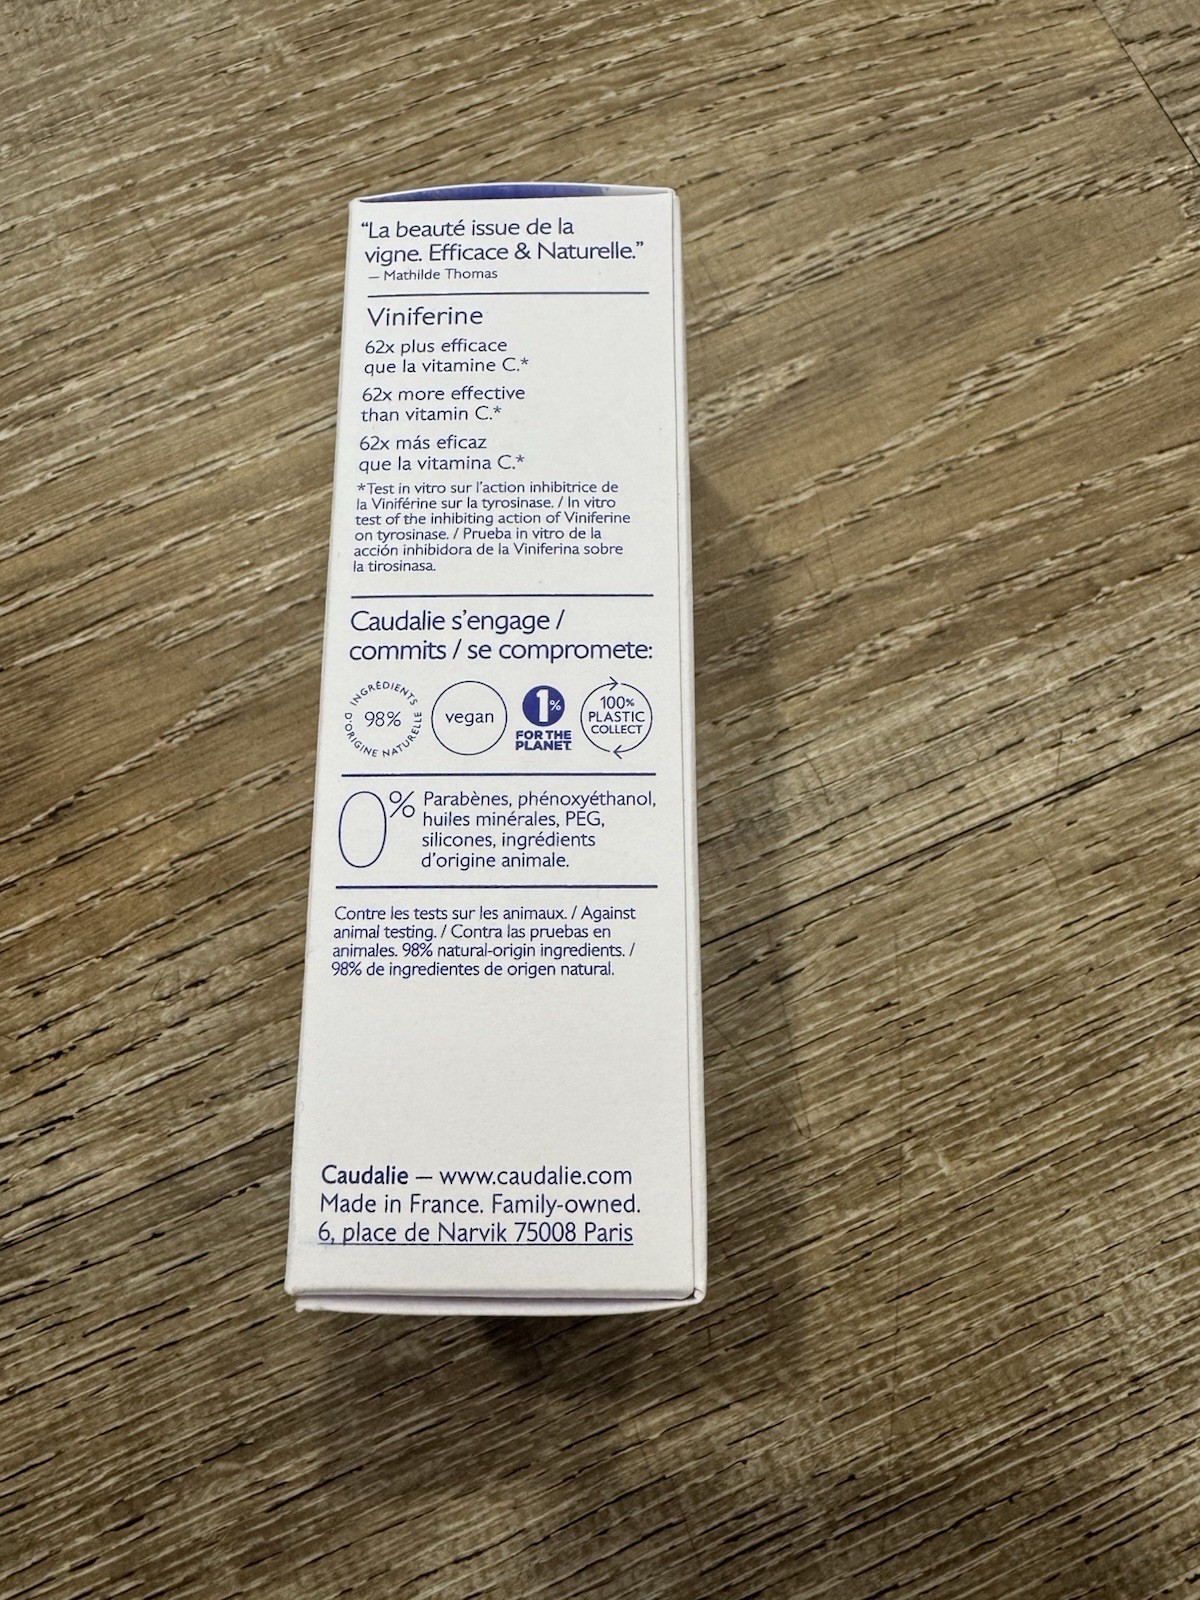 “La beauté issue de la
vigne. Efficace & Naturelle.”
— Mathilde Thomas
Viniferine
62x plus efficace
que la vitamine C.*
62x more effective
than vitamin C.*
62x más eficaz
que la vitamina C.*
*Test in vitro sur l’action inhibitrice de
la Viniférine sur la tyrosinase. / In vitro
test of the inhibiting action of Viniferine
on tyrosinase. / Prueba in vitro de la
acción inhibidora de la Viniferina sobre
la tirosinasa.
Caudalie s’engage /
commits / se compromete:
INGRÉDIENTS
98%
D’ORIGINE NATURELLE
vegan
1%
FOR THE
PLANET
100%
PLASTIC
COLLECT
0% Parabènes, phénoxyéthanol,
huiles minérales, PEG,
silicones, ingrédients
d’origine animale.
Contre les tests sur les animaux. / Against
animal testing. / Contra las pruebas en
animales. 98% natural-origin ingredients. /
98% de ingredientes de origen natural.
Caudalie — www.caudalie.com
Made in France. Family-owned.
6, place de Narvik 75008 Paris